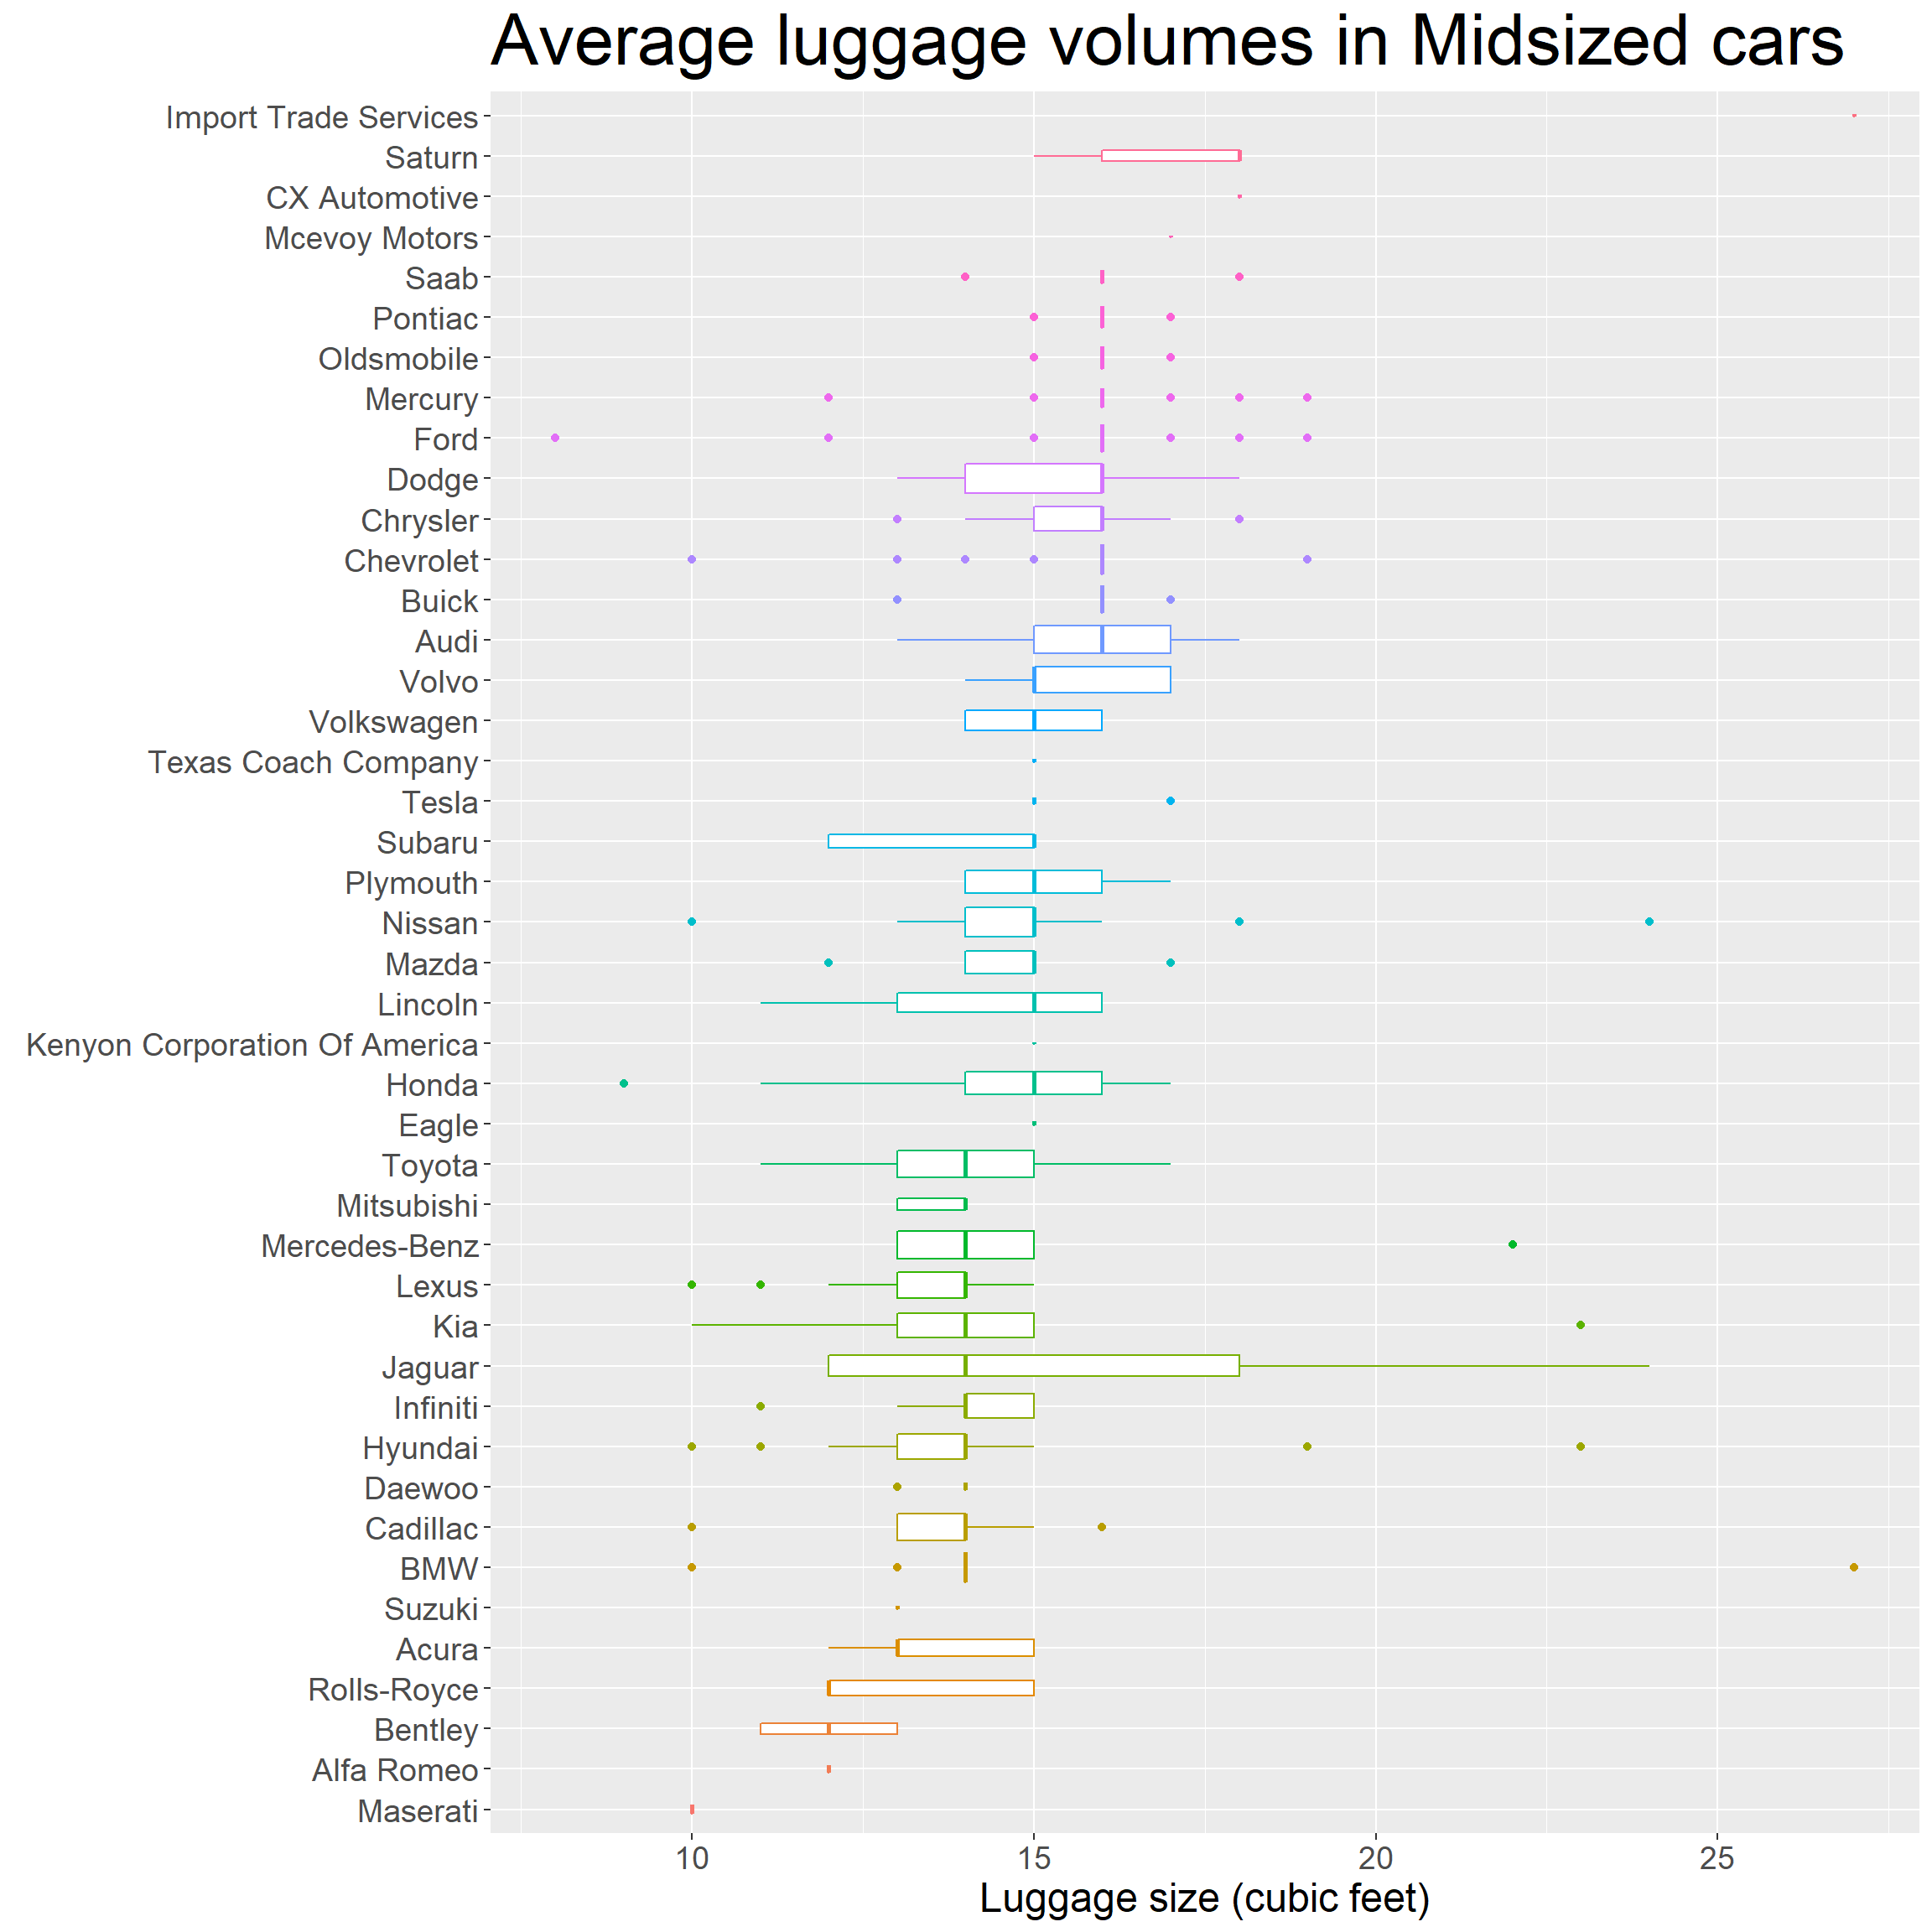 Average luggage volumes in Midsized cars
Import Trade Services
Saturn
CX Automotive
Mcevoy Motors
Saab
Pontiac
Oldsmobile
Mercury
Ford
Dodge
Chrysler
Chevrolet
Buick
Audi
Volvo
Volkswagen
Texas Coach Company
Tesla
Subaru
Plymouth
Nissan
Mazda
Lincoln
Kenyon Corporation Of America
Honda
Eagle
Toyota
Mitsubishi
Mercedes-Benz
Lexus
Kia
Jaguar
Infiniti
Hyundai
Daewoo
Cadillac
BMW
Suzuki
Acura
Rolls-Royce
Bentley
Alfa Romeo
Maserati
10 15 20 25
Luggage size (cubic feet)